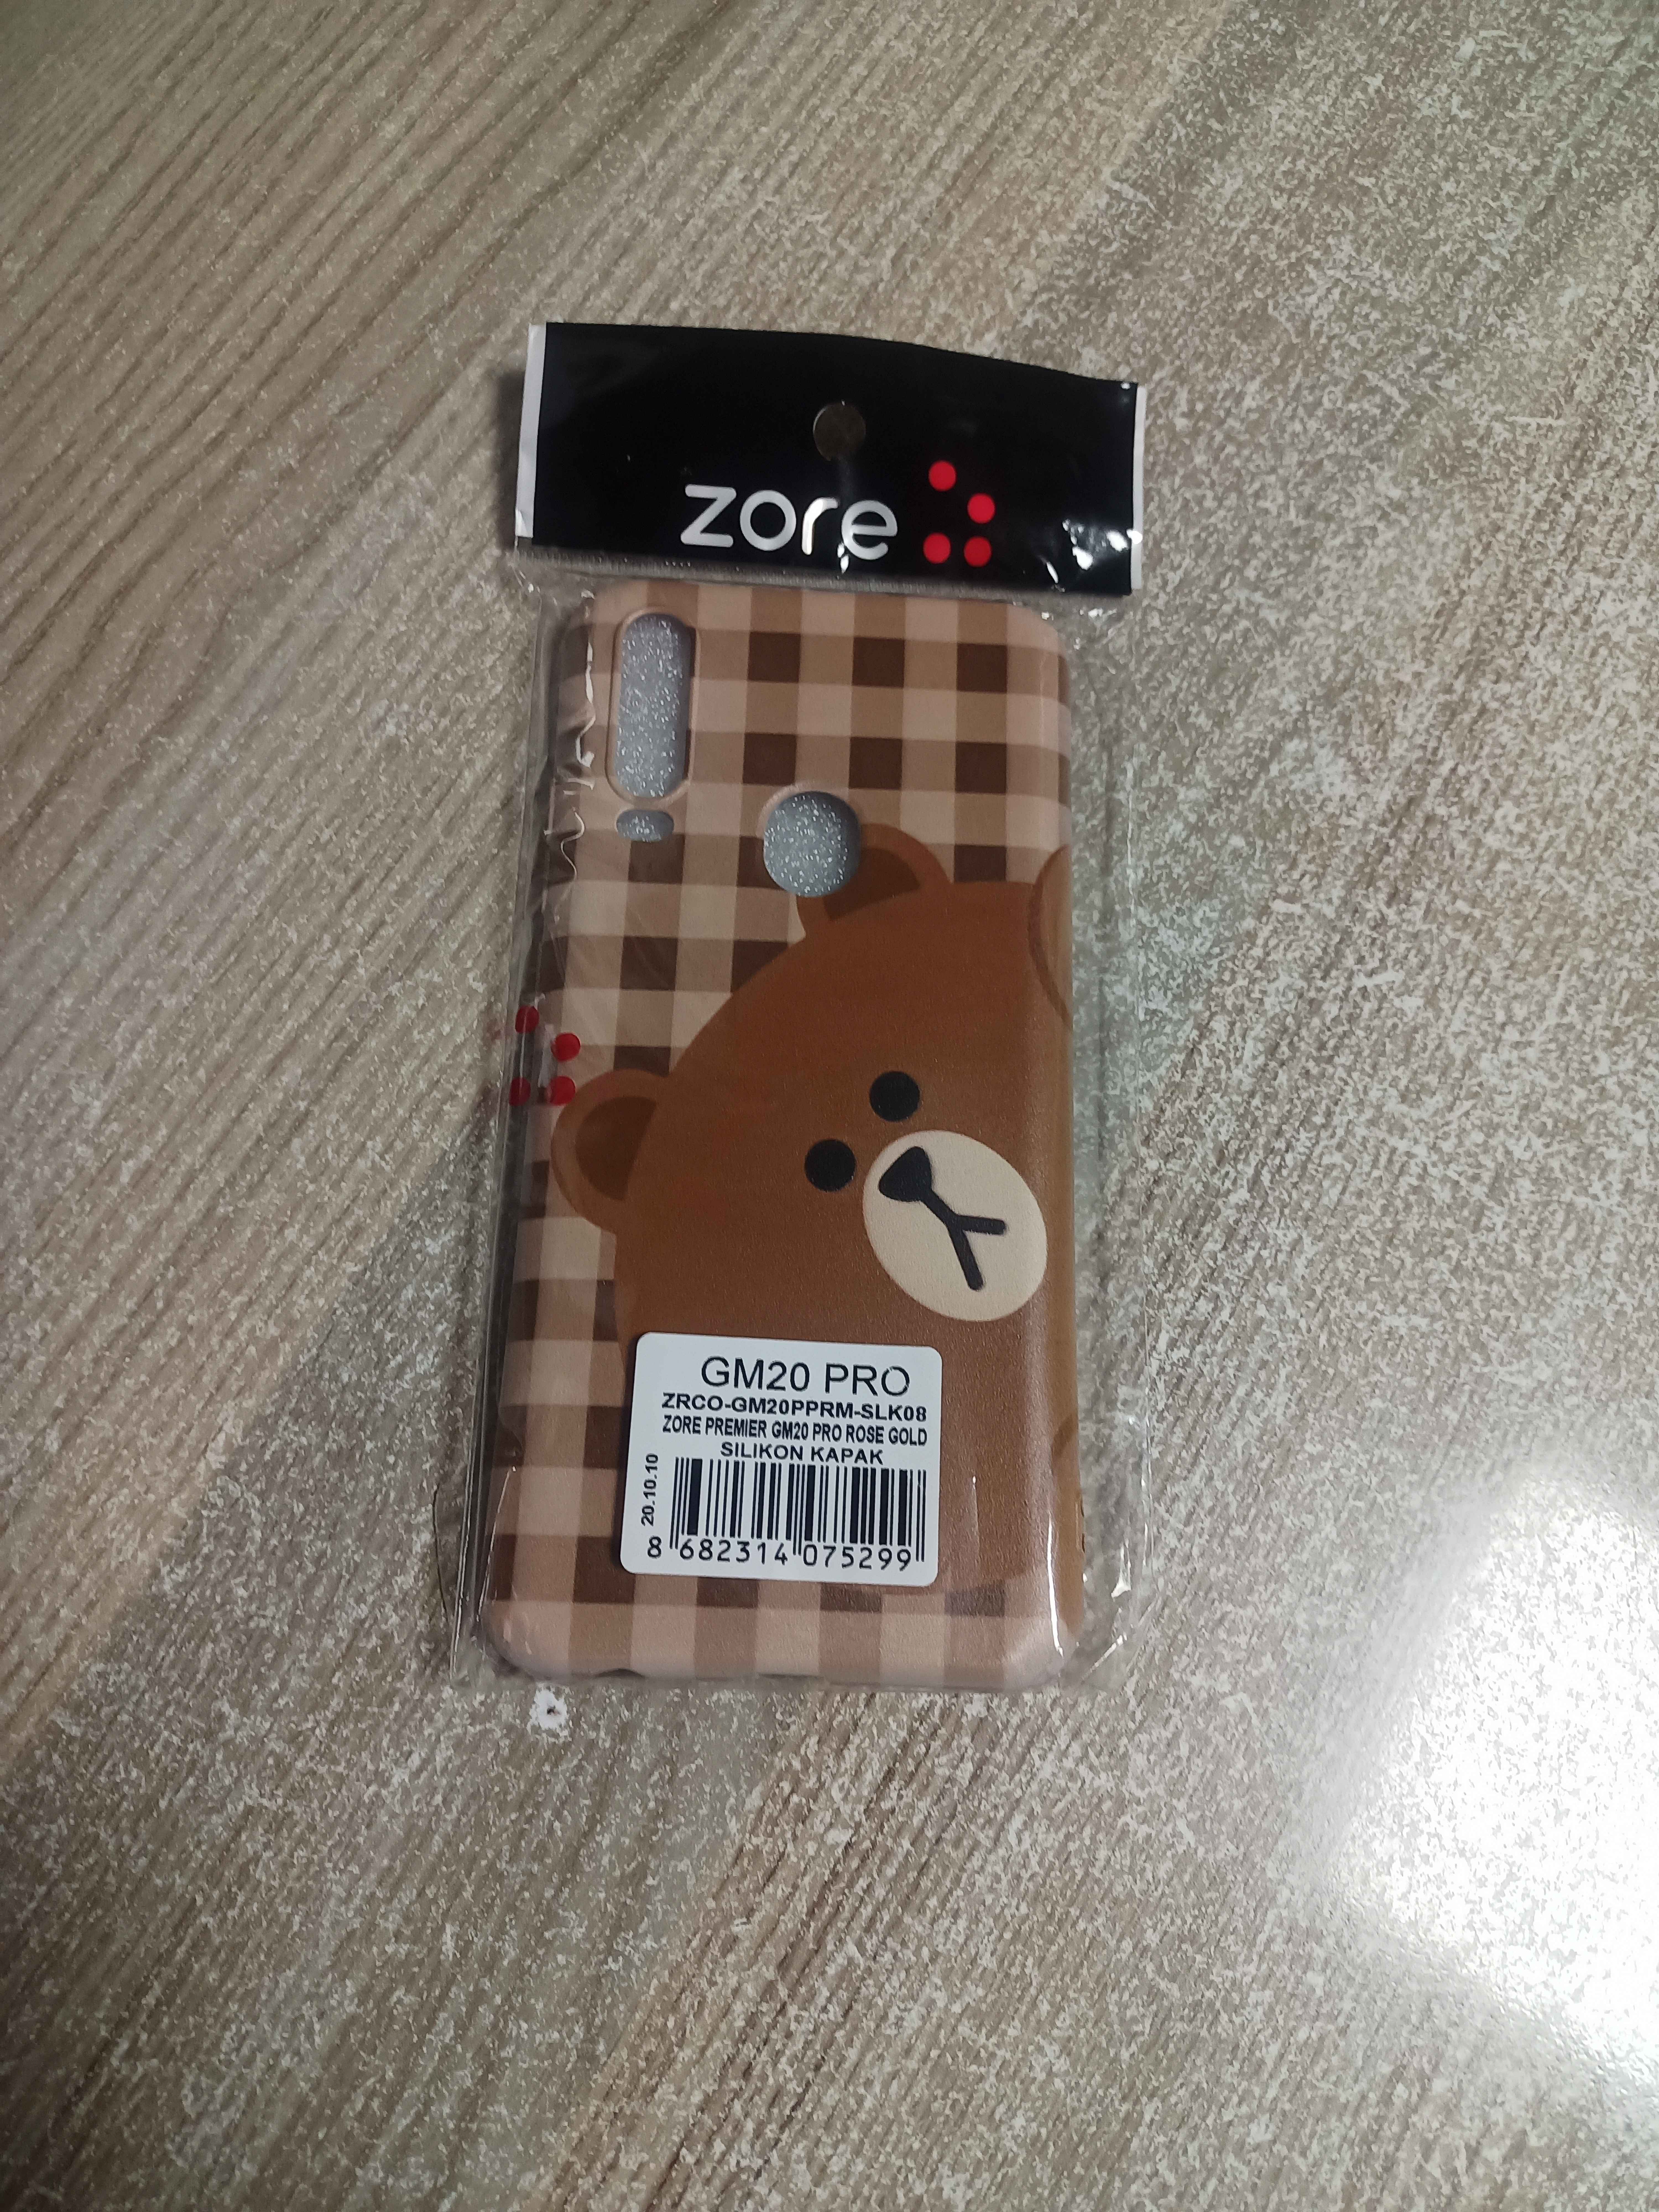 zore
GM20 PRO
ZRCO-GM20PPRM-SLK08
ZORE PREMIER GM20 PRO ROSE GOLD
SILIKON KAPAK
20.10.10
8 682314 075299